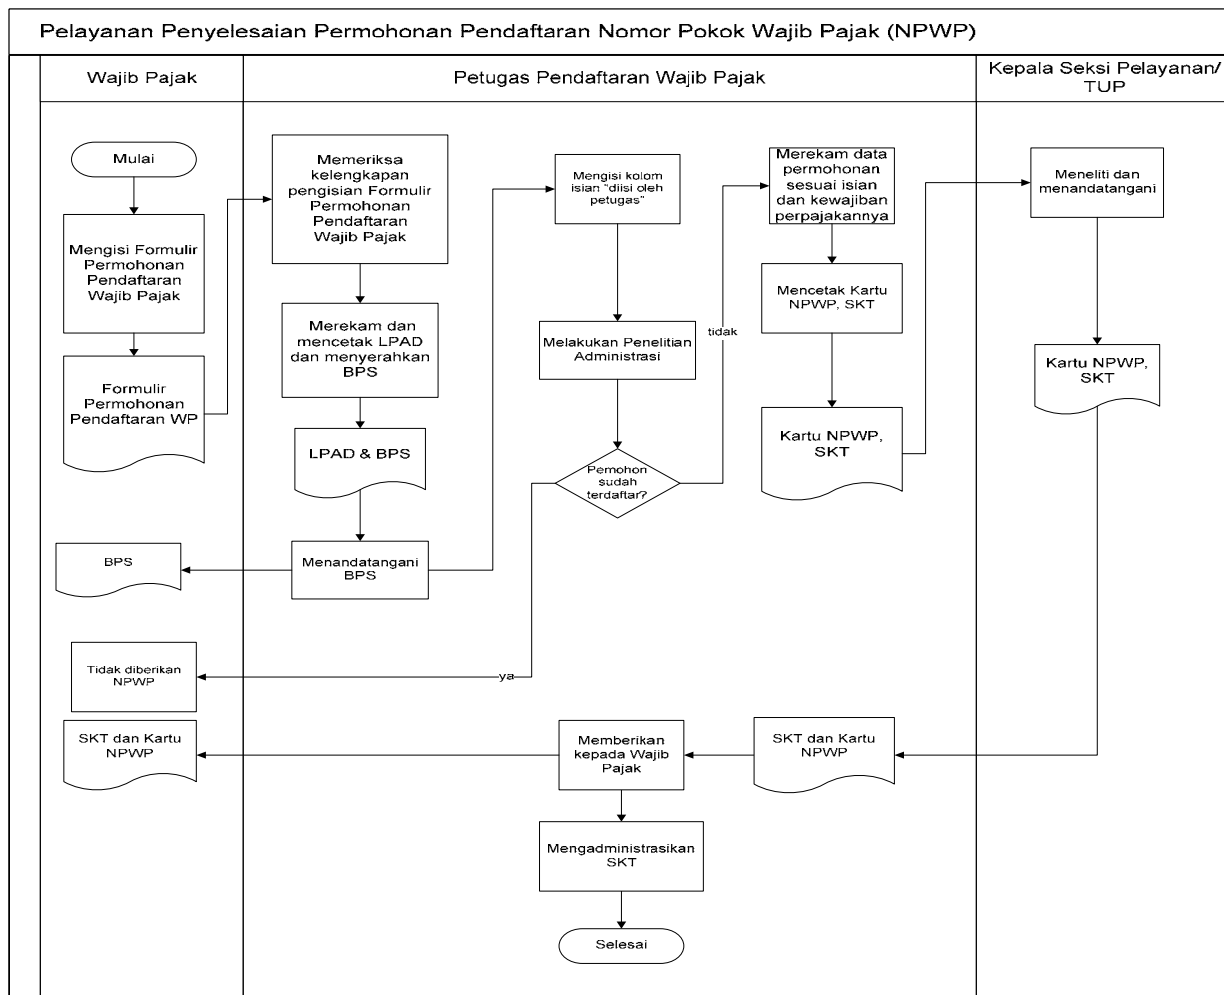 Pelayanan Penyelesaian Permohonan Pendaftaran Nomor Pokok Wajib Pajak (NPWP)
Wajib Pajak
Petugas Pendaftaran Wajib Pajak
Kepala Seksi Pelayanan/
TUP
Mulai
Mengisi Formulir
Permohonan
Pendaftaran
Wajib Pajak
Formulir
Permohonan
Pendaftaran WP
Memeriksa
kelengkapan
pengisian Formulir
Permohonan
Pendaftaran
Wajib Pajak
Merekam dan
mencetak LPAD
dan menyerahkan
BPS
LPAD & BPS
Menandatangani
BPS
BPS
Mengisi kolom
isian "diisi oleh
petugas"
Melakukan Penelitian
Administrasi
Pemohon
sudah
terdaftar?
tidak
ya
Tidak diberikan
NPWP
Merekam data
permohonan
sesuai isian
dan kewajiban
perpajakannya
Mencetak Kartu
NPWP, SKT
Kartu NPWP,
SKT
Meneliti dan
menandatangani
Kartu NPWP,
SKT
SKT dan Kartu
NPWP
Memberikan
kepada Wajib
Pajak
SKT dan Kartu
NPWP
Mengadministrasikan
SKT
Selesai